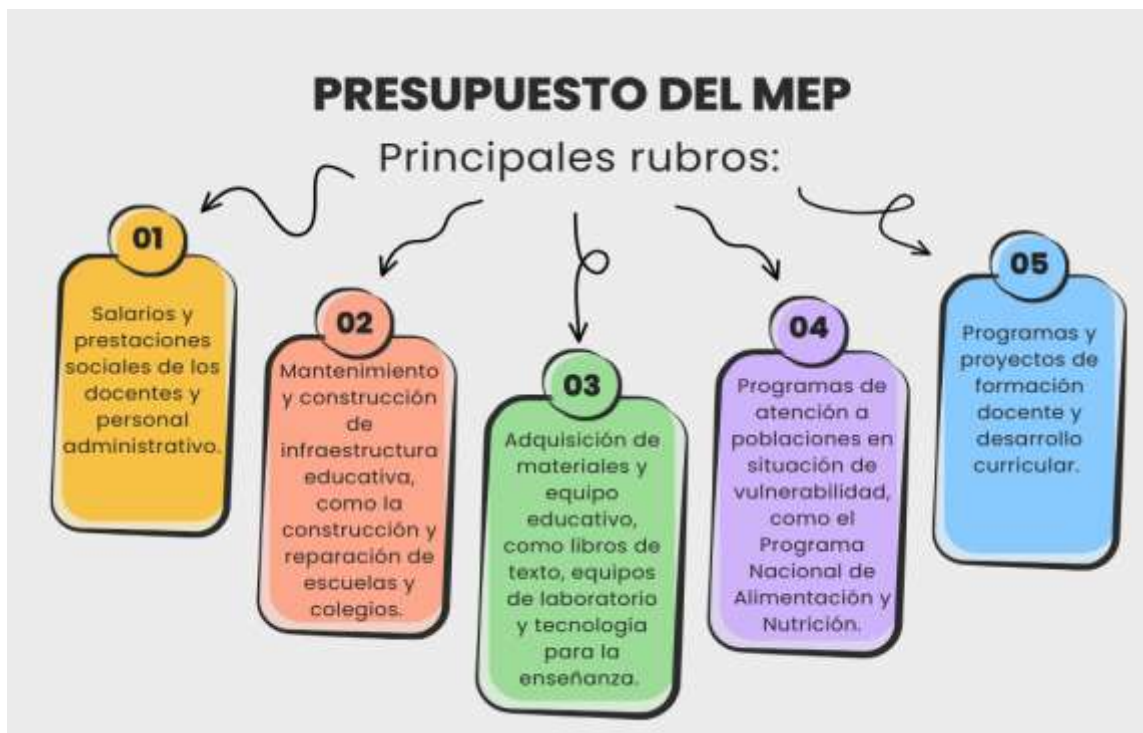 PRESUPUESTO DEL MEP
Principales rubros:
01
Salarios y
prestaciones
sociales de los
docentes y
personal
administrativo.
02
Mantenimiento
y construcción
de
infraestructura
educativa,
como la
construcción y
reparación de
escuelas y
colegios.
03
Adquisición de
materiales y
equipo
educativo,
como libros de
texto, equipos
de laboratorio
y tecnología
para la
enseñanza.
04
Programas de
atención a
poblaciones en
situación de
vulnerabilidad,
como el
Programa
Nacional de
Alimentación y
Nutrición.
05
Programas y
proyectos de
formación
docente y
desarrollo
curricular.